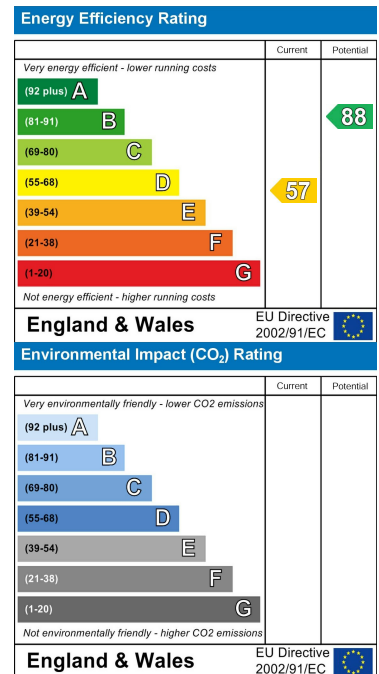 Energy Efficiency Rating
Current Potential
Very energy efficient - lower running costs
(92 plus) A
(81-91) B 88
(69-80) C
(55-68) D 57
(39-54) E
(21-38) F
(1-20) G
Not energy efficient - higher running costs
England & Wales EU Directive 2002/91/EC
Environmental Impact (CO₂) Rating
Current Potential
Very environmentally friendly - lower CO2 emissions
(92 plus) A
(81-91) B
(69-80) C
(55-68) D
(39-54) E
(21-38) F
(1-20) G
Not environmentally friendly - higher CO2 emissions
England & Wales EU Directive 2002/91/EC